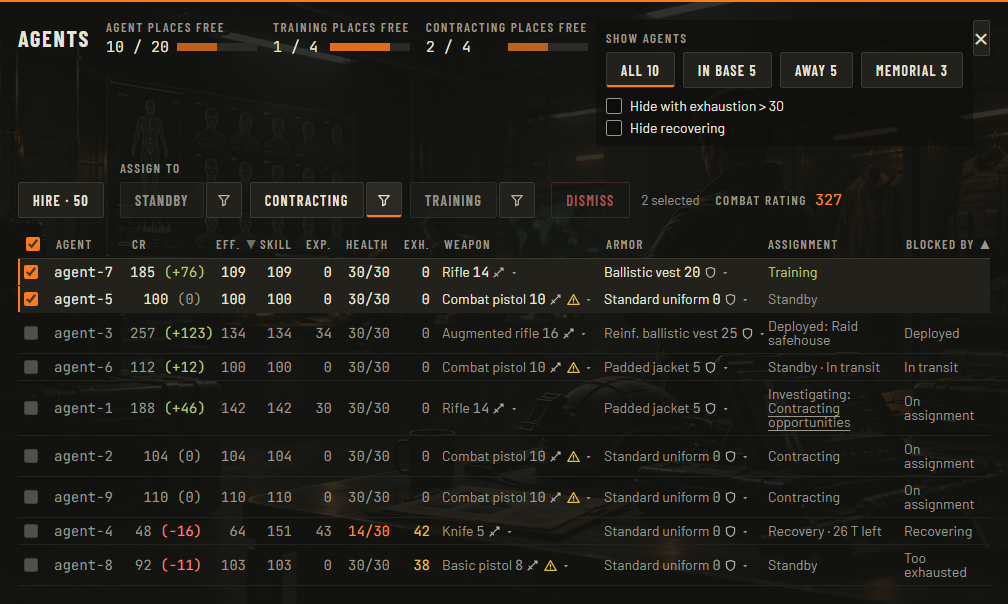 AGENTS
AGENT PLACES FREE
10 / 20
TRAINING PLACES FREE
1 / 4
CONTRACTING PLACES FREE
2 / 4
SHOW AGENTS
ALL 10
IN BASE 5
AWAY 5
MEMORIAL 3
Hide with exhaustion > 30
Hide recovering
ASSIGN TO
HIRE · 50
STANDBY
CONTRACTING
TRAINING
DISMISS
2 selected
COMBAT RATING 327
AGENT CR EFF. ▼ SKILL EXP. HEALTH EXH. WEAPON ARMOR ASSIGNMENT BLOCKED BY ▲
agent-7 185 (+76) 109 109 0 30/30 0 Rifle 14 Ballistic vest 20 Training
agent-5 100 (0) 100 100 0 30/30 0 Combat pistol 10 Standard uniform 0 Standby
agent-3 257 (+123) 134 134 34 30/30 0 Augmented rifle 16 Reinf. ballistic vest 25 Deployed: Raid
safehouse
Deployed
agent-6 112 (+12) 100 100 0 30/30 0 Combat pistol 10 Padded jacket 5 Standby · In transit In transit
agent-1 188 (+46) 142 142 30 30/30 0 Rifle 14 Padded jacket 5 Investigating:
Contracting
opportunities
On
assignment
agent-2 104 (0) 104 104 0 30/30 0 Combat pistol 10 Standard uniform 0 Contracting On
assignment
agent-9 110 (0) 110 110 0 30/30 0 Combat pistol 10 Standard uniform 0 Contracting On
assignment
agent-4 48 (-16) 64 151 43 14/30 42 Knife 5 Standard uniform 0 Recovery · 26 T left Recovering
agent-8 92 (-11) 103 103 0 30/30 38 Basic pistol 8 Standard uniform 0 Standby Too
exhausted